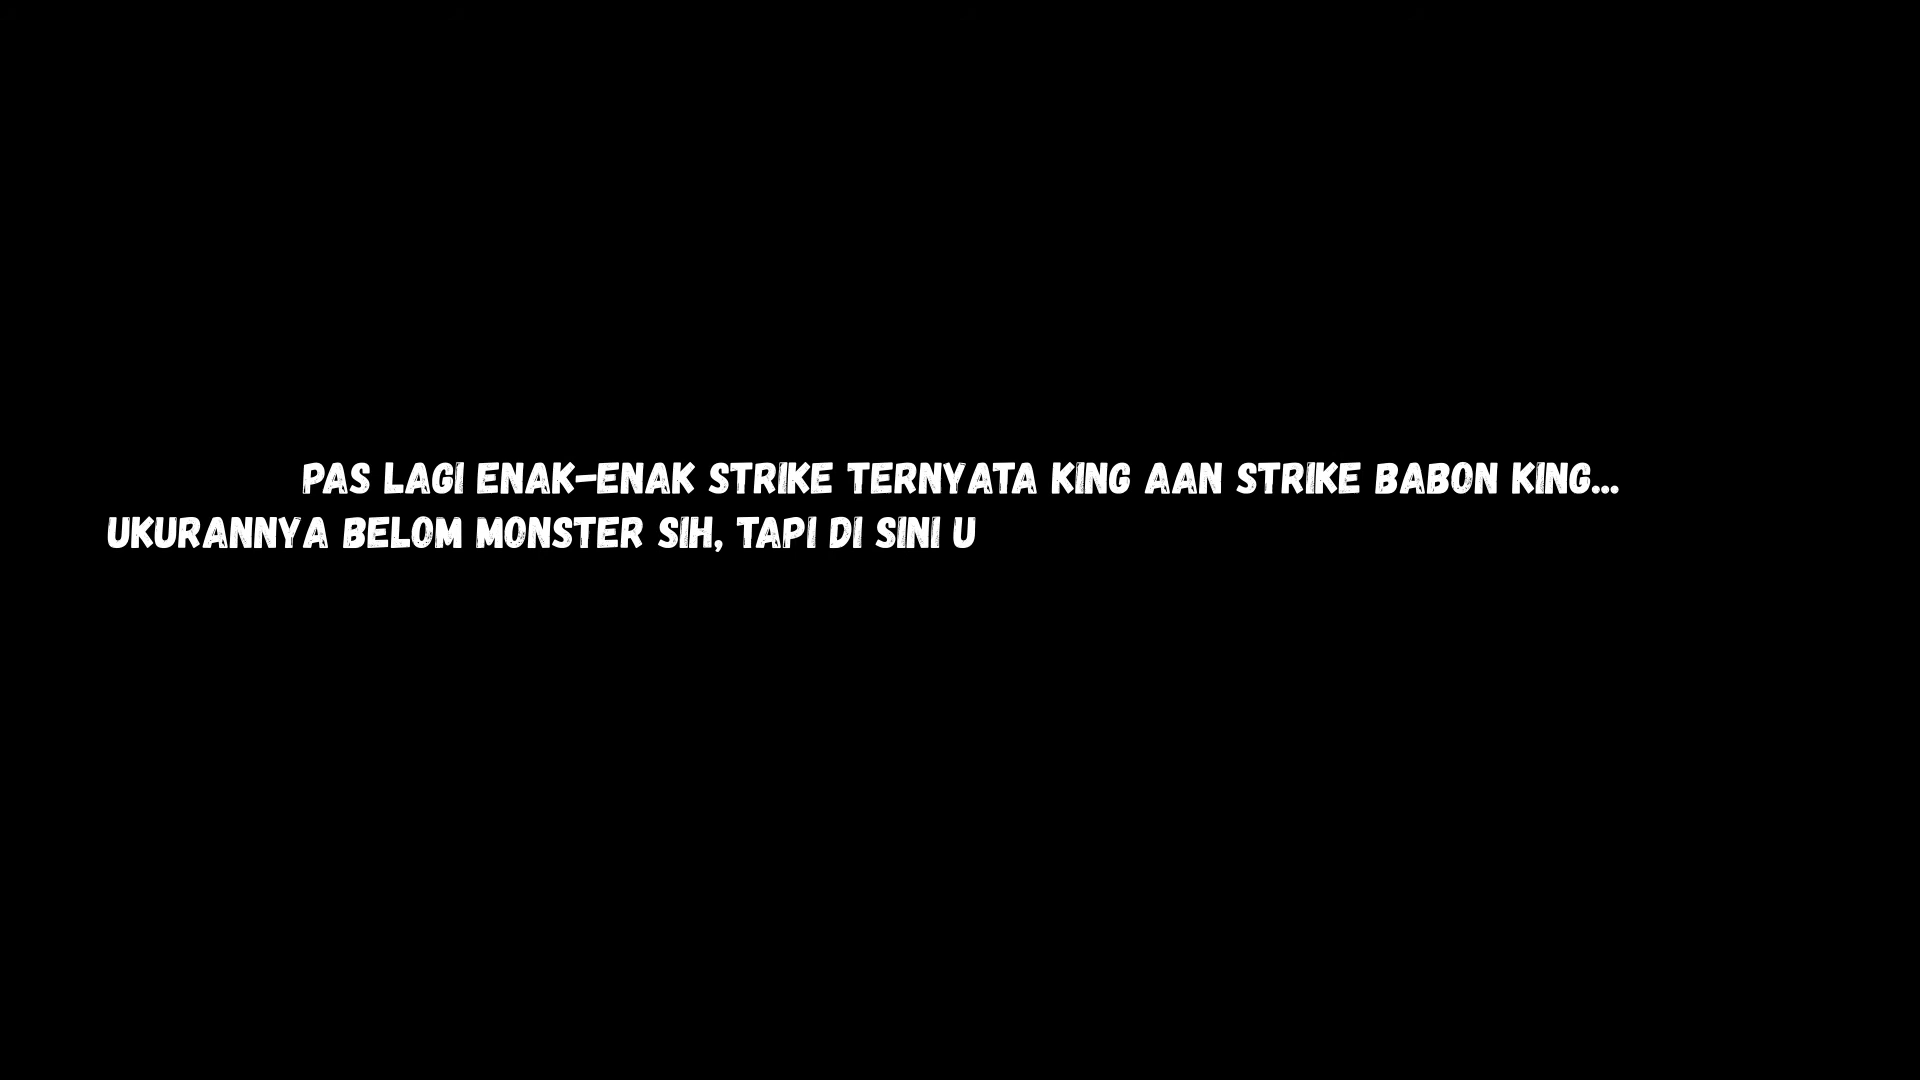 PAS LAGI ENAK-ENAK STRIKE TERNYATA KING AAN STRIKE BABON KING...
UKURANNYA BELOM MONSTER SIH, TAPI DI SINI U